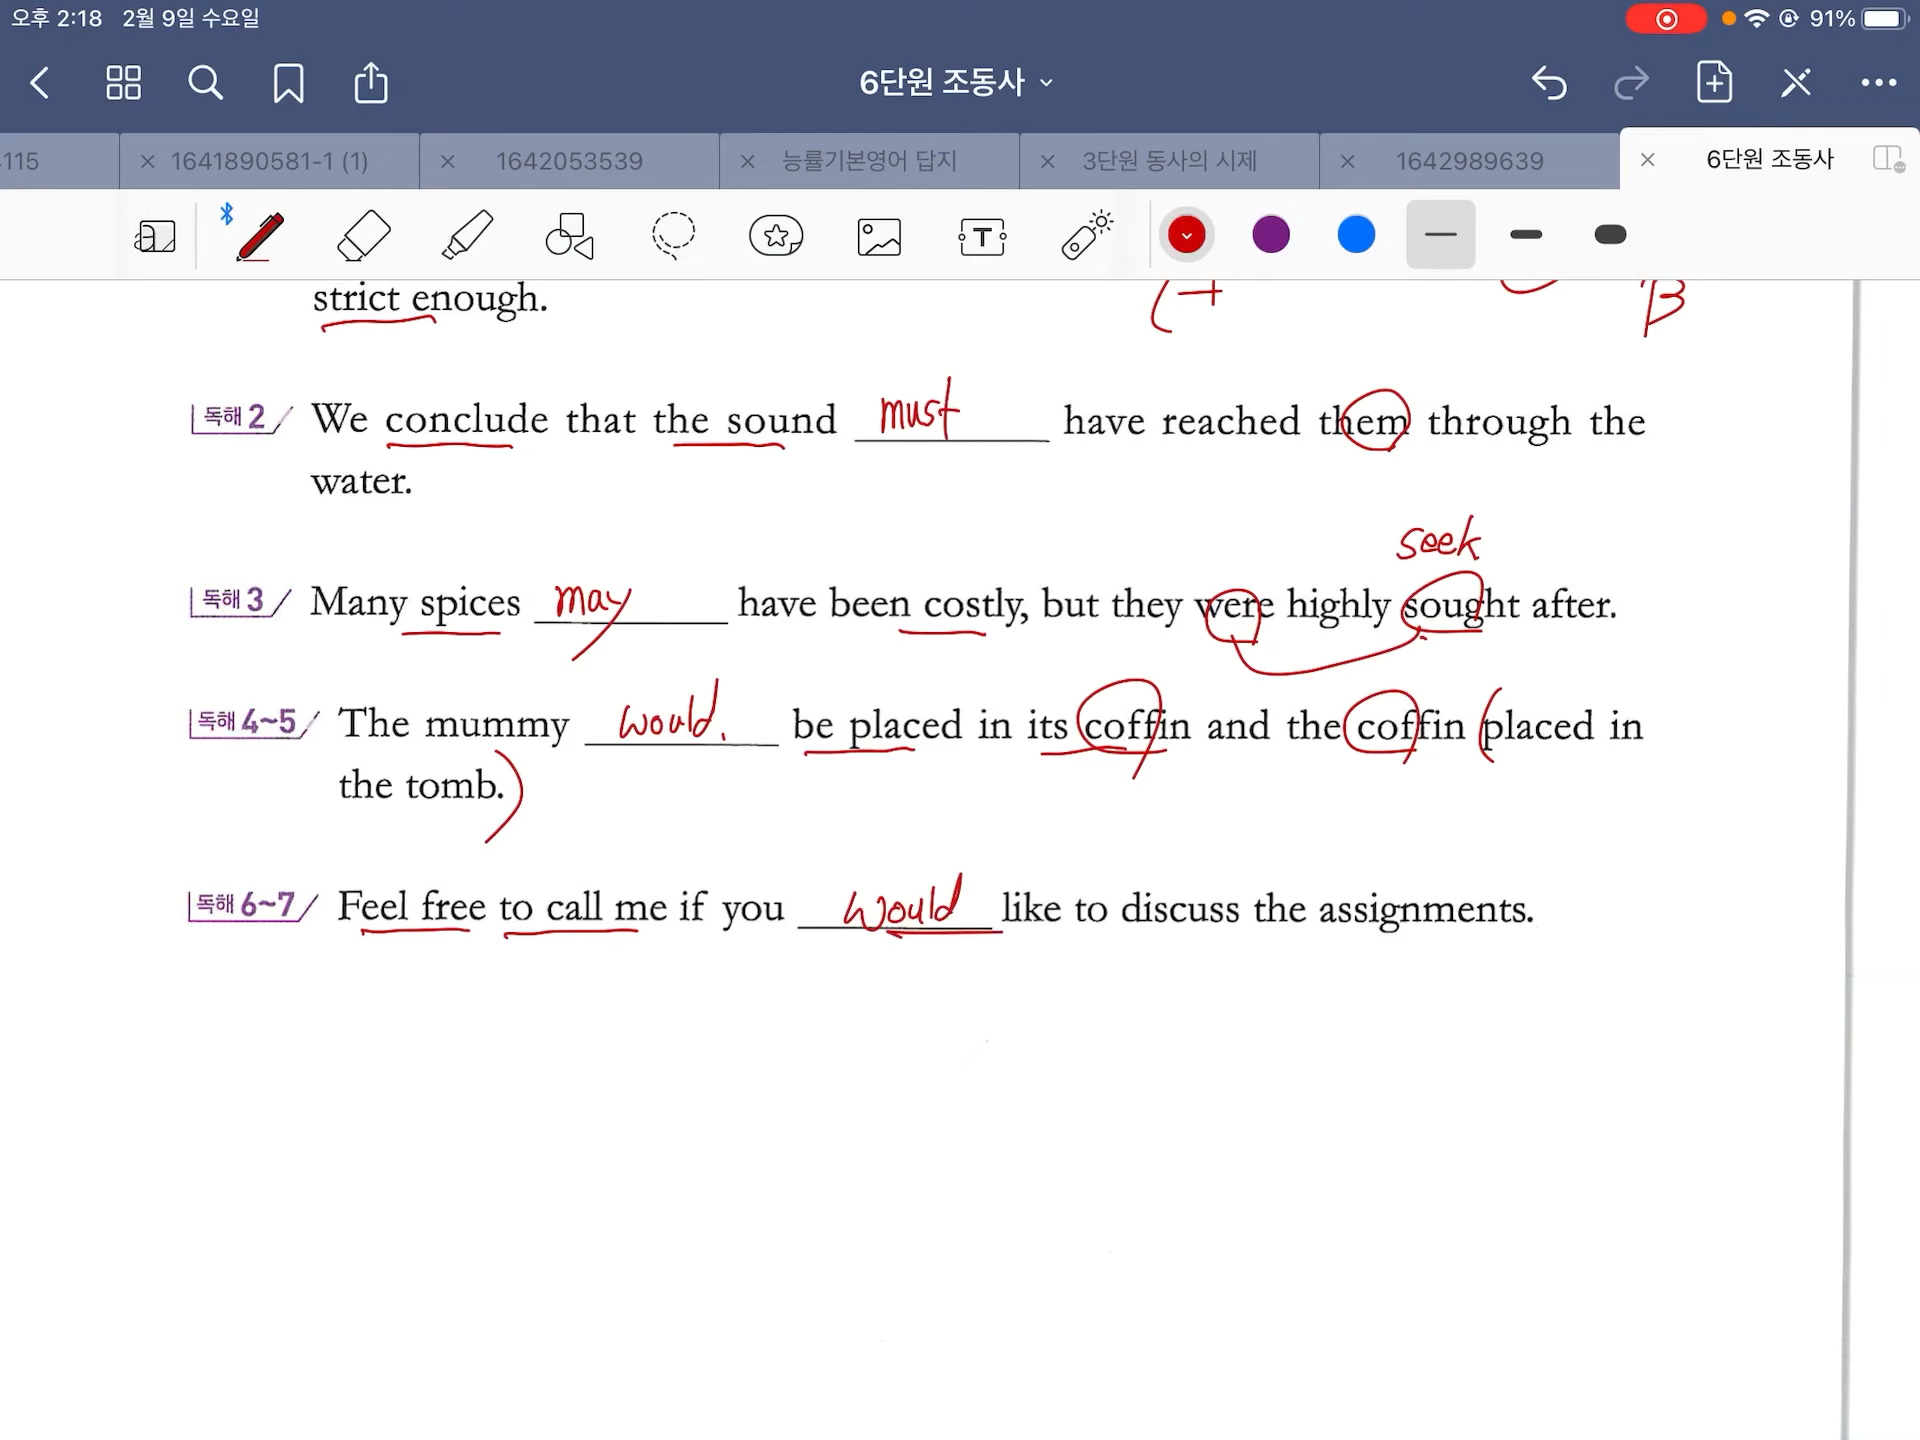 오후 2:18 2월 9일 수요일 91%
6단원 조동사
115 1641890581-1 (1) 1642053539 能률기본영어 답지 3단원 동사의 시제 1642989639 6단원 조동사
strict enough.
독해 2 We conclude that the sound must have reached them through the
water.
seek
독해 3 Many spices may have been costly, but they were highly sought after.
독해 4~5 The mummy would. be placed in its coffin and the coffin (placed in
the tomb.)
독해 6~7 Feel free to call me if you would like to discuss the assignments.